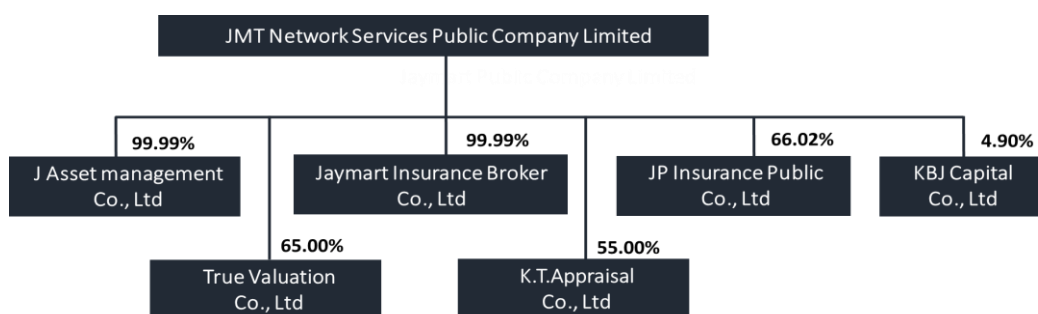 JMT Network Services Public Company Limited
99.99%
J Asset management
Co., Ltd
99.99%
Jaymart Insurance Broker
Co., Ltd
66.02%
JP Insurance Public
Co., Ltd
4.90%
KBJ Capital
Co., Ltd
65.00%
True Valuation
Co., Ltd
55.00%
K.T.Appraisal
Co., Ltd